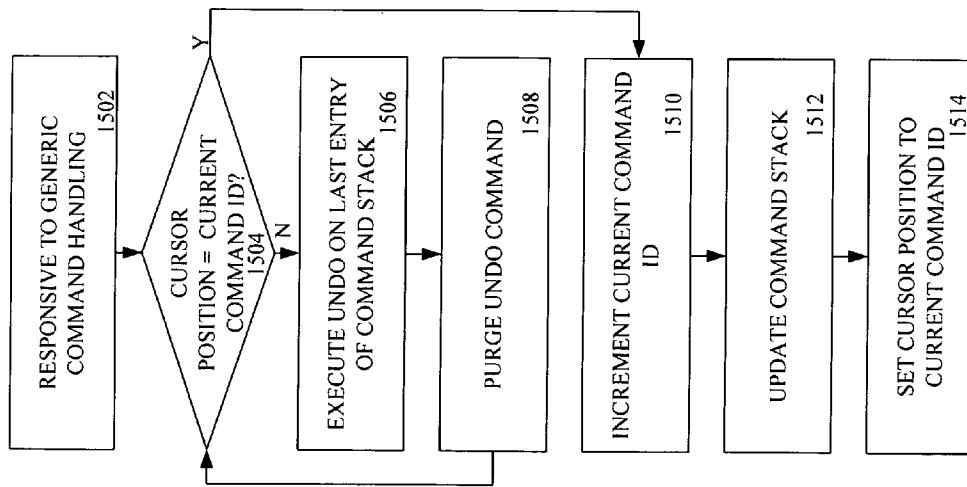 RESPONSIVE TO GENERIC
COMMAND HANDLING
1502
CURSOR
POSITION = CURRENT
COMMAND ID?
1504
Y
N
EXECUTE UNDO ON LAST ENTRY
OF COMMAND STACK
1506
PURGE UNDO COMMAND
1508
INCREMENT CURRENT COMMAND
ID
1510
UPDATE COMMAND STACK
1512
SET CURSOR POSITION TO
CURRENT COMMAND ID
1514